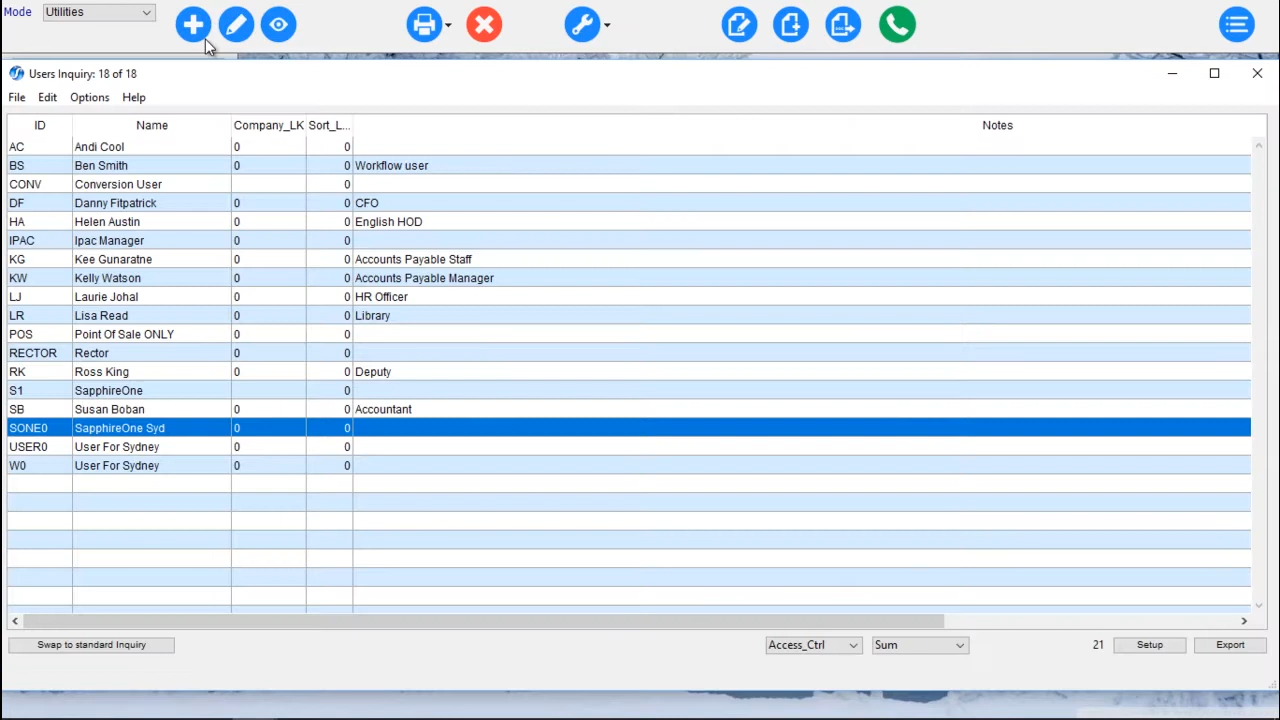 Mode Utilities
Users Inquiry: 18 of 18
File Edit Options Help
ID Name Company_LK Sort_L... Notes
AC Andi Cool 0 0
BS Ben Smith 0 0 Workflow user
CONV Conversion User 0
DF Danny Fitpatrick 0 0 CFO
HA Helen Austin 0 0 English HOD
IPAC Ipac Manager 0 0
KG Kee Gunaratne 0 0 Accounts Payable Staff
KW Kelly Watson 0 0 Accounts Payable Manager
LJ Laurie Johal 0 0 HR Officer
LR Lisa Read 0 0 Library
POS Point Of Sale ONLY 0 0
RECTOR Rector 0 0
RK Ross King 0 0 Deputy
S1 SapphireOne 0
SB Susan Boban 0 0 Accountant
SONE0 SapphireOne Syd 0 0
USER0 User For Sydney 0 0
W0 User For Sydney 0 0
Swap to standard Inquiry Access_Ctrl Sum 21 Setup Export